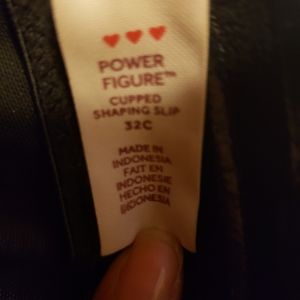 POWER
FIGURE™
CUPPED
SHAPING SLIP
32C
MADE IN
INDONESIA
FAIT EN
INDONESIE
HECHO EN
INDONESIA